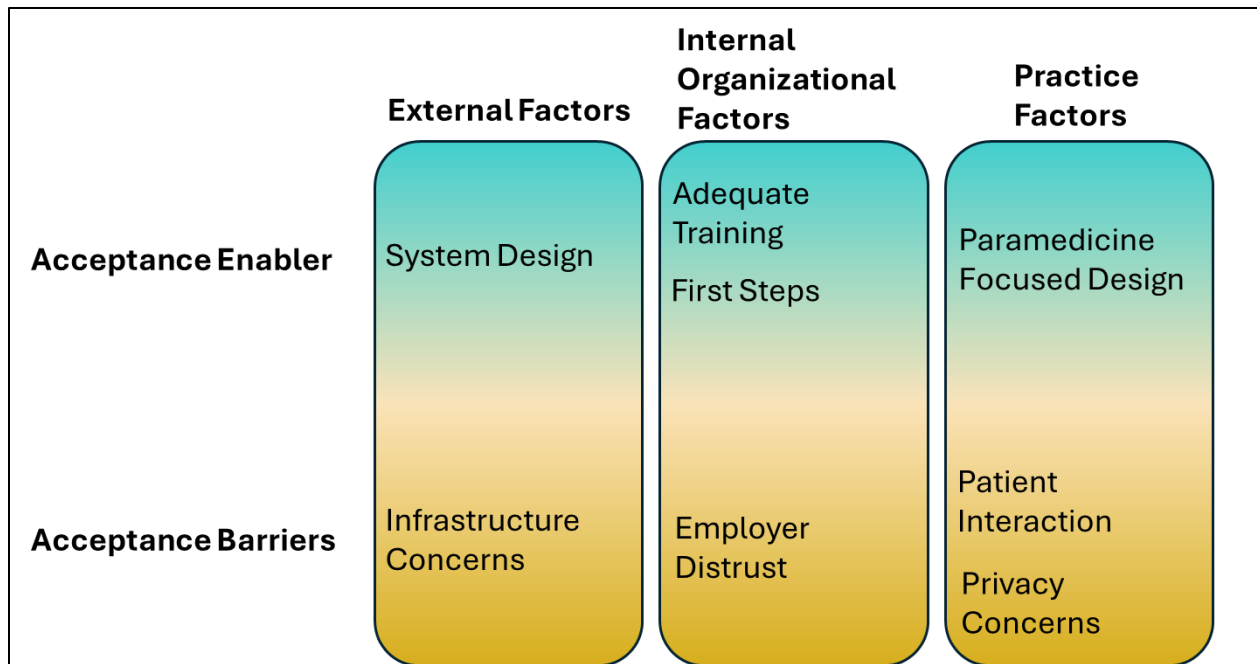 External Factors
Internal
Organizational
Factors
Practice
Factors
Acceptance Enabler
System Design
Adequate
Training
First Steps
Paramedicine
Focused Design
Acceptance Barriers
Infrastructure
Concerns
Employer
Distrust
Patient
Interaction
Privacy
Concerns